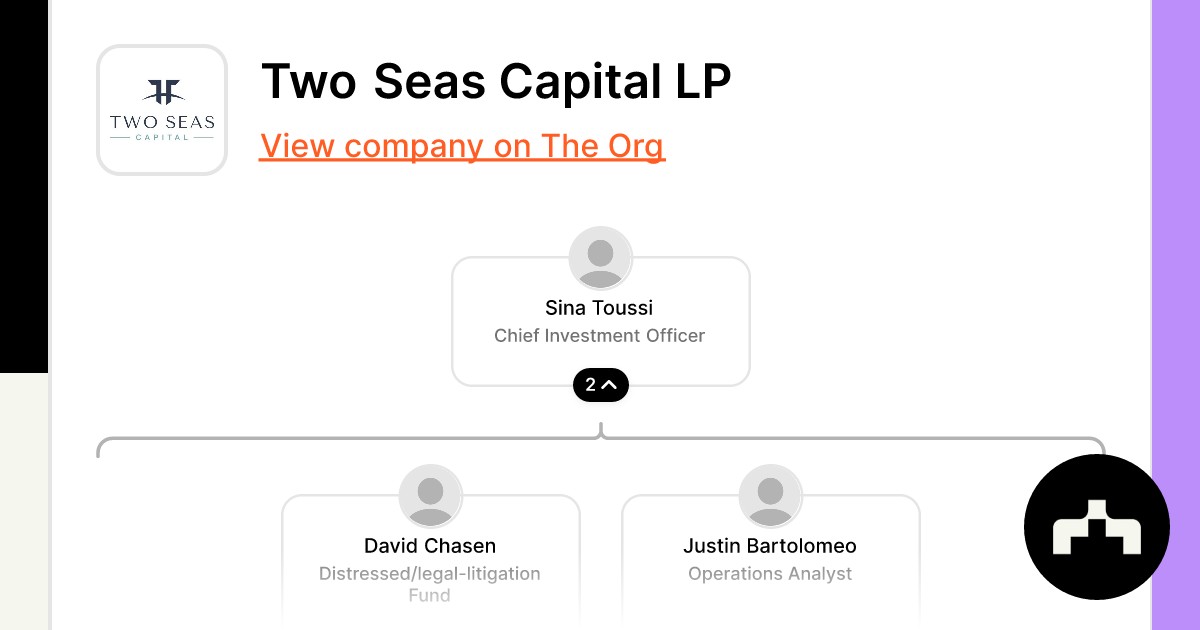 Two Seas Capital LP
TWO SEAS
CAPITAL
View company on The Org
Sina Toussi
Chief Investment Officer
2
David Chasen
Distressed/legal-litigation
Fund
Justin Bartolomeo
Operations Analyst